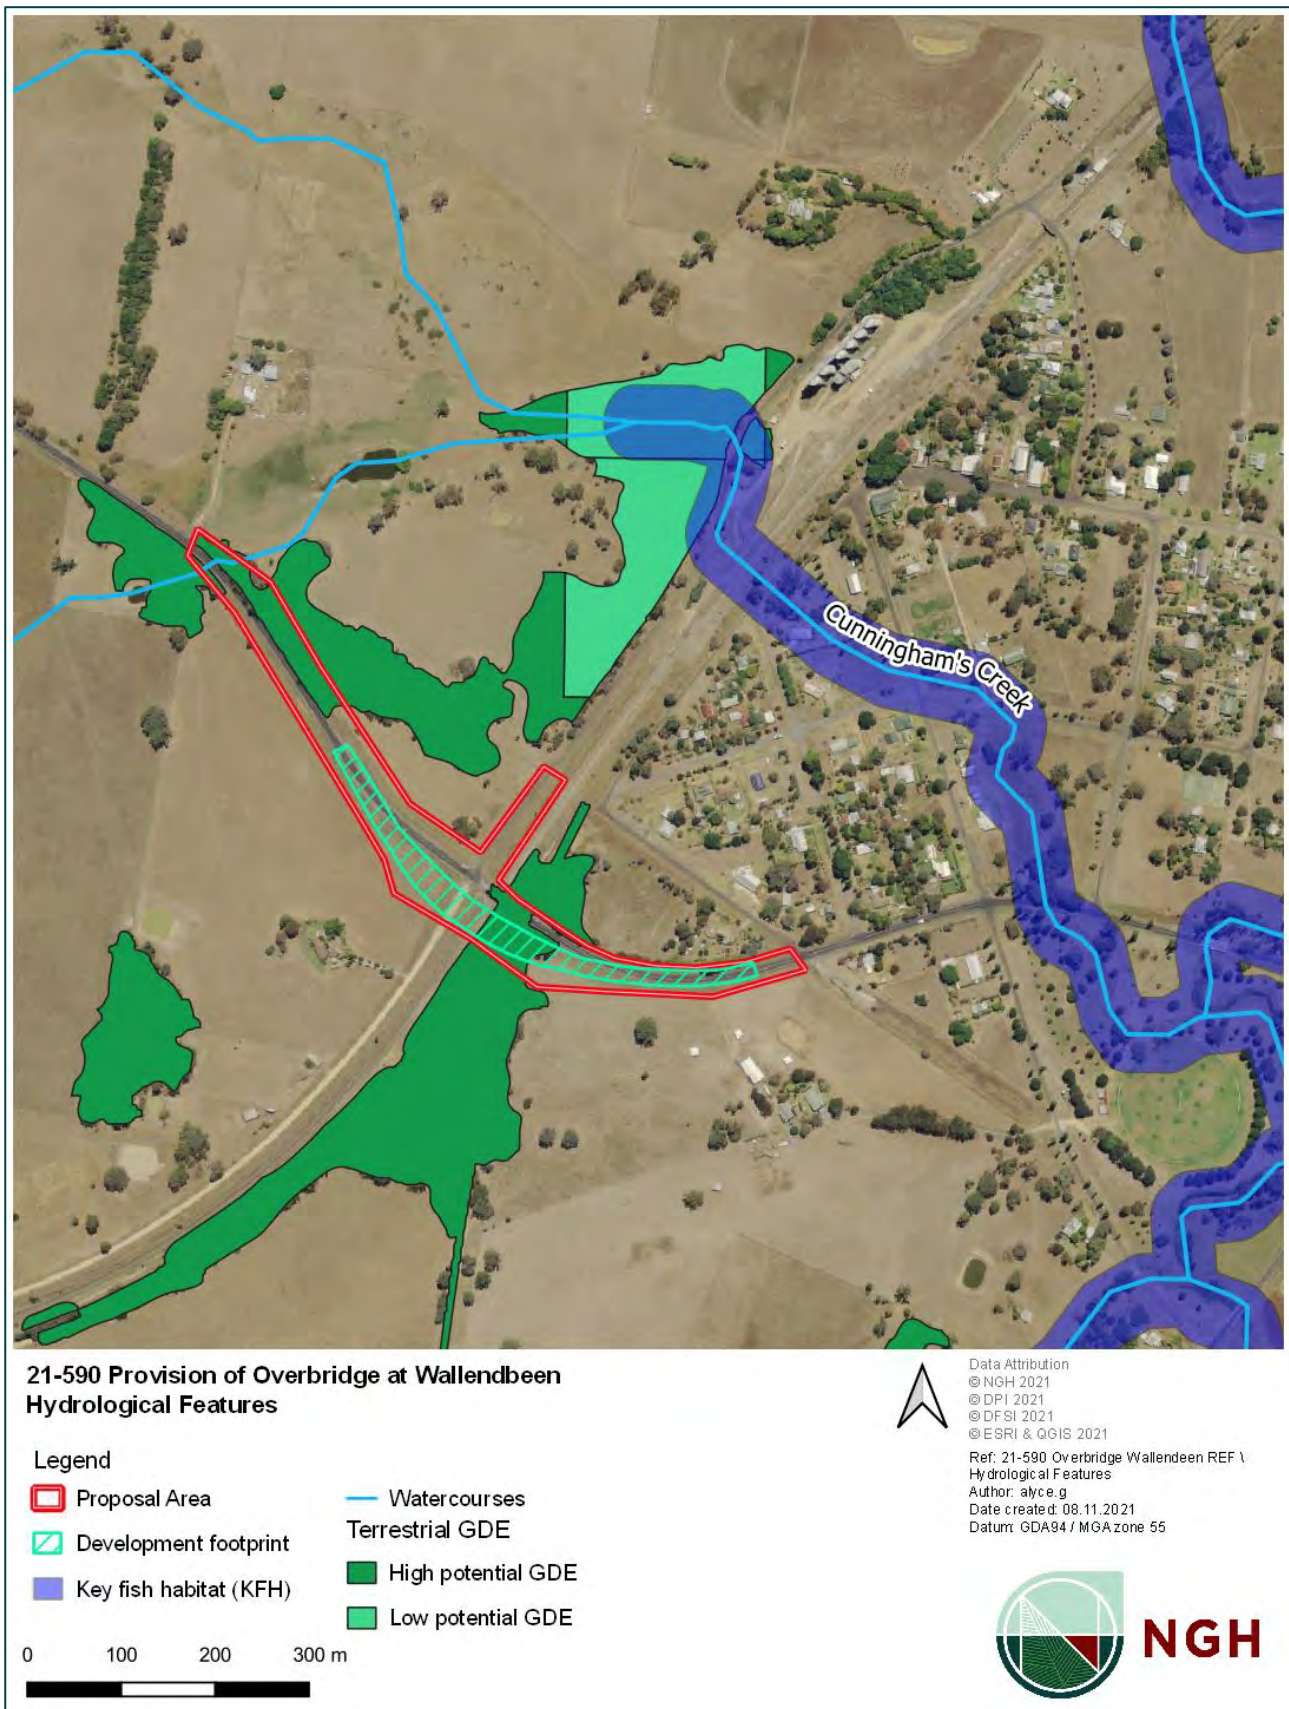 Cunningham's Creek
21-590 Provision of Overbridge at Wallendbeen
Hydrological Features
Legend
Proposal Area
Development footprint
Key fish habitat (KFH)
Watercourses
Terrestrial GDE
High potential GDE
Low potential GDE
0 100 200 300 m
Data Attribution
© NGH 2021
© DPI 2021
© DFSI 2021
© ESRI & QGIS 2021
Ref: 21-590 Overbridge Wallendeen REF \
Hydrological Features
Author: alyce.g
Date created: 08.11.2021
Datum: GDA94 / MGA zone 55
NGH